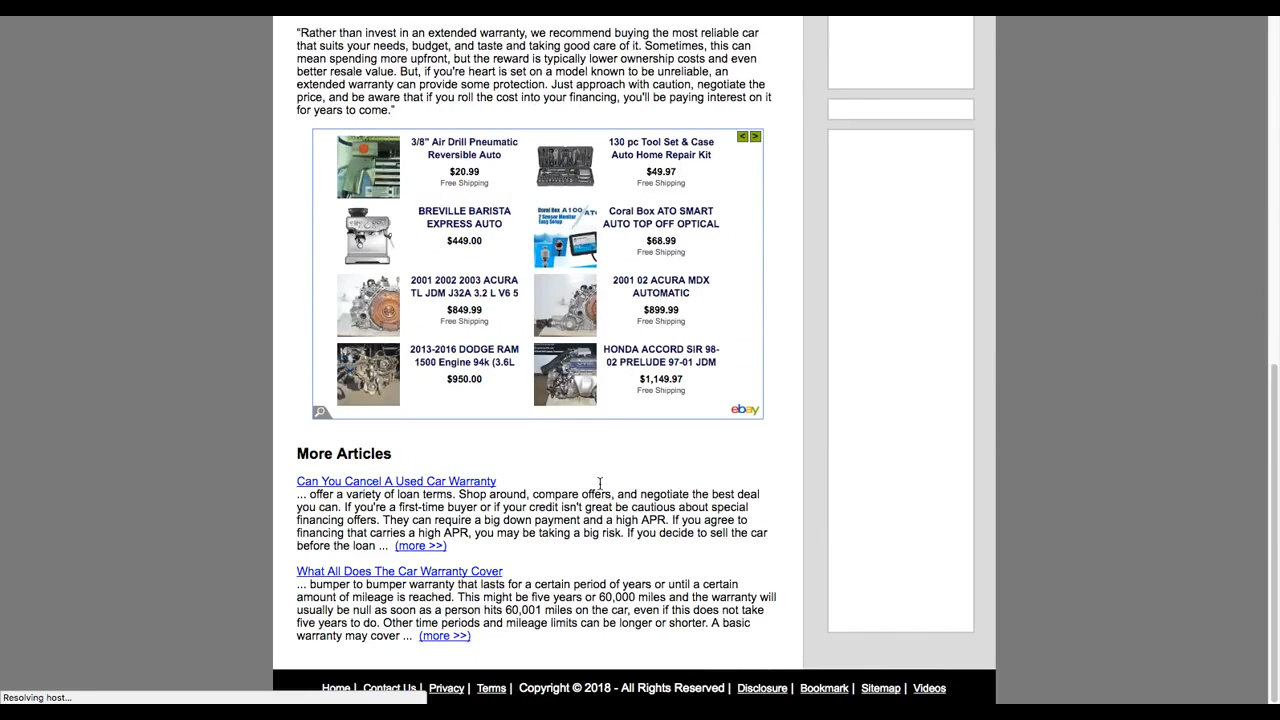 "Rather than invest in an extended warranty, we recommend buying the most reliable car
that suits your needs, budget, and taste and taking good care of it. Sometimes, this can
mean spending more upfront, but the reward is typically lower ownership costs and even
better resale value. But, if you're heart is set on a model known to be unreliable, an
extended warranty can provide some protection. Just approach with caution, negotiate the
price, and be aware that if you roll the cost into your financing, you'll be paying interest on it
for years to come."
< >
3/8" Air Drill Pneumatic
Reversible Auto
$20.99
Free Shipping
130 pc Tool Set & Case
Auto Home Repair Kit
$49.97
Free Shipping
BREVILLE BARISTA
EXPRESS AUTO
$449.00
Coral Box A100
Coral Box ATO SMART
AUTO TOP OFF OPTICAL
$68.99
Free Shipping
2001 2002 2003 ACURA
TL JDM J32A 3.2 L V6 5
$849.99
Free Shipping
2001 02 ACURA MDX
AUTOMATIC
$899.99
Free Shipping
2013-2016 DODGE RAM
1500 Engine 94k (3.6L
$950.00
HONDA ACCORD SIR 98-
02 PRELUDE 97-01 JDM
$1,149.97
Free Shipping
ebay
More Articles
Can You Cancel A Used Car Warranty
... offer a variety of loan terms. Shop around, compare offers, and negotiate the best deal
you can. If you're a first-time buyer or if your credit isn't great be cautious about special
financing offers. They can require a big down payment and a high APR. If you agree to
financing that carries a high APR, you may be taking a big risk. If you decide to sell the car
before the loan ... (more >>)
What All Does The Car Warranty Cover
... bumper to bumper warranty that lasts for a certain period of years or until a certain
amount of mileage is reached. This might be five years or 60,000 miles and the warranty will
usually be null as soon as a person hits 60,001 miles on the car, even if this does not take
five years to do. Other time periods and mileage limits can be longer or shorter. A basic
warranty may cover ... (more >>)
Home | Contact Us | Privacy | Terms | Copyright © 2018 - All Rights Reserved | Disclosure | Bookmark | Sitemap | Videos
Resolving host...